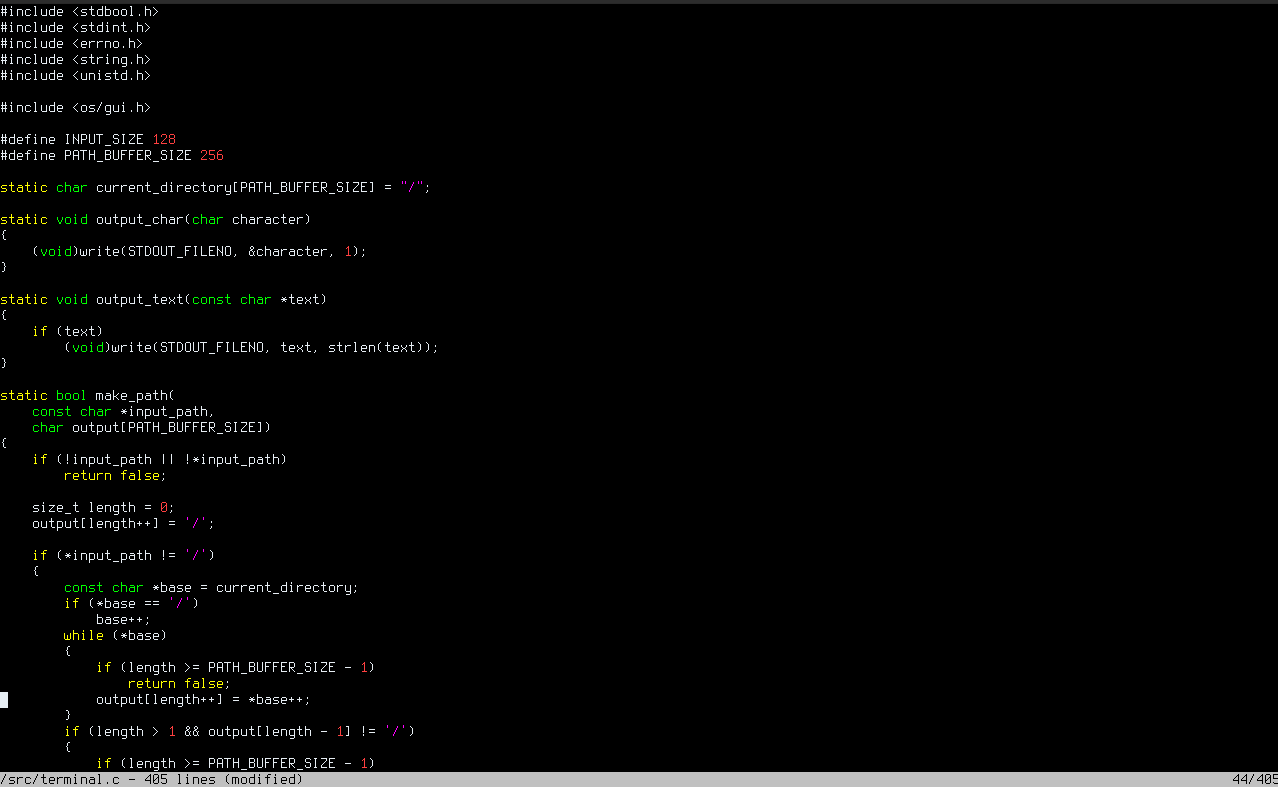 #include <stdbool.h>
#include <stdint.h>
#include <errno.h>
#include <string.h>
#include <unistd.h>

#include <os/gui.h>

#define INPUT_SIZE 128
#define PATH_BUFFER_SIZE 256

static char current_directory[PATH_BUFFER_SIZE] = "/";

static void output_char(char character)
{
    (void)write(STDOUT_FILENO, &character, 1);
}

static void output_text(const char *text)
{
    if (text)
        (void)write(STDOUT_FILENO, text, strlen(text));
}

static bool make_path(
    const char *input_path,
    char output[PATH_BUFFER_SIZE])
{
    if (!input_path || !*input_path)
        return false;

    size_t length = 0;
    output[length++] = '/';

    if (*input_path != '/')
    {
        const char *base = current_directory;
        if (*base == '/')
            base++;
        while (*base)
        {
            if (length >= PATH_BUFFER_SIZE - 1)
                return false;
            output[length++] = *base++;
        }
        if (length > 1 && output[length - 1] != '/')
        {
            if (length >= PATH_BUFFER_SIZE - 1)
/src/terminal.c - 405 lines (modified) 44/405